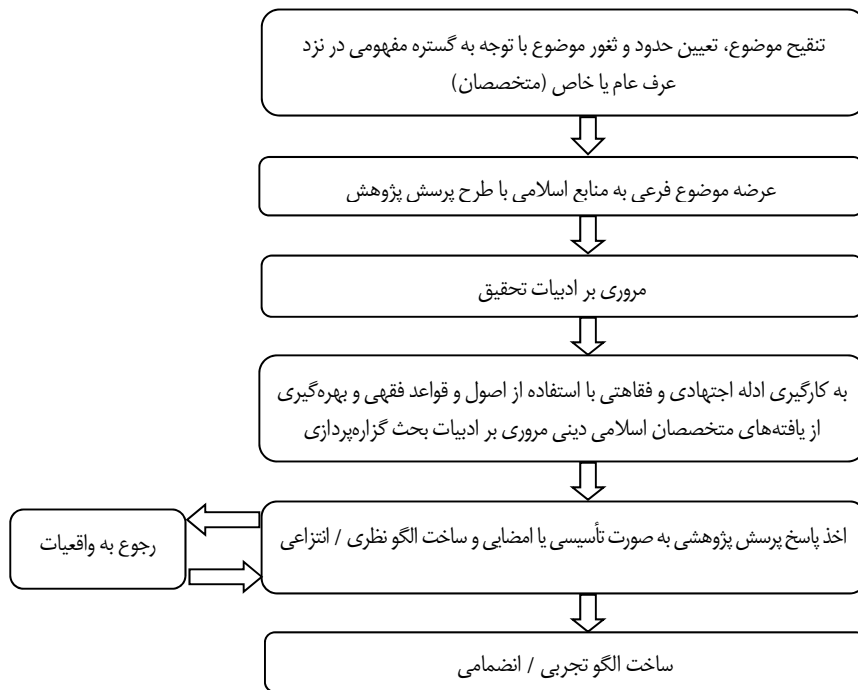 تنقیح موضوع، تعیین حدود و ثغور موضوع با توجه به گستره مفهومی در نزد
عرف عام یا خاص (متخصصان)
عرضه موضوع فرعی به منابع اسلامی با طرح پرسش پژوهش
مروری بر ادبیات تحقیق
به کارگیری ادله اجتهادی و فقاهتی با استفاده از اصول و قواعد فقهی و بهره‌گیری
از یافته‌های متخصصان اسلامی دینی مروری بر ادبیات بحث گزاره‌پردازی
اخذ پاسخ پرسش پژوهشی به صورت تأسیسی یا امضایی و ساخت الگو نظری / انتزاعی
رجوع به واقعیات
ساخت الگو تجربی / انضمامی